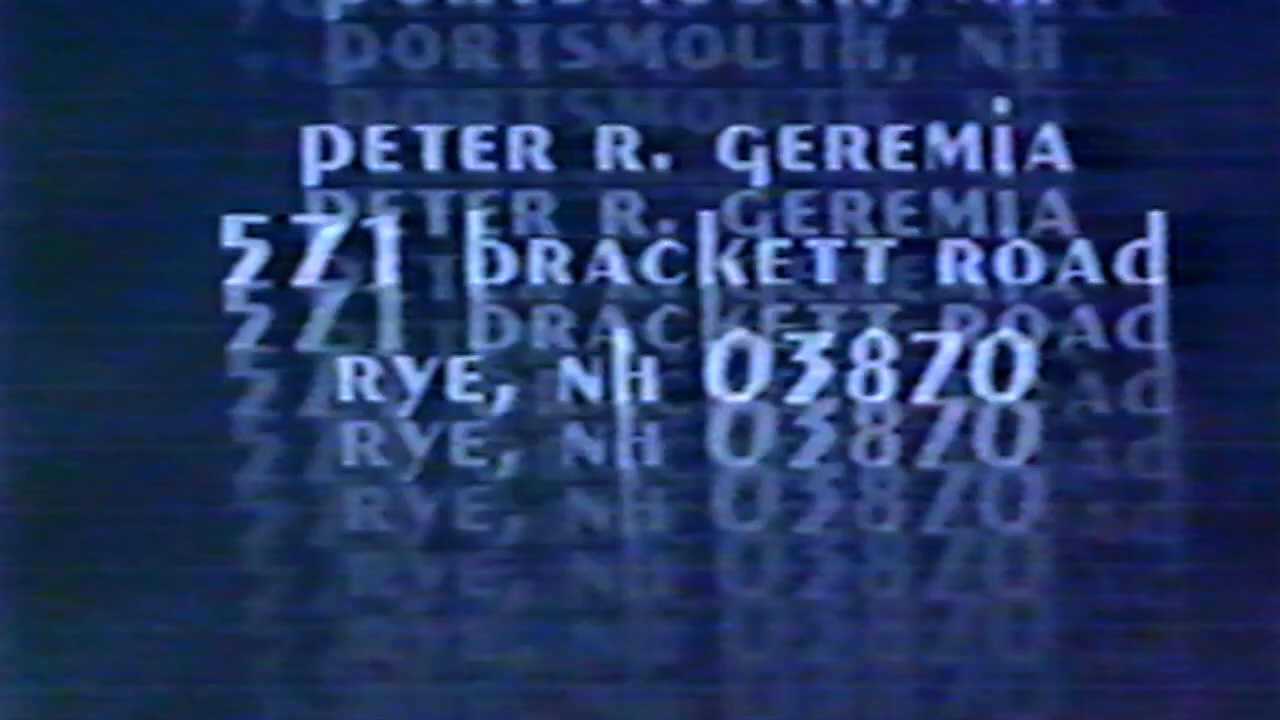 PORTSMOUTH, NH
PETER R. GEREMIA
571 BRACKETT ROAD
RYE, NH 03870